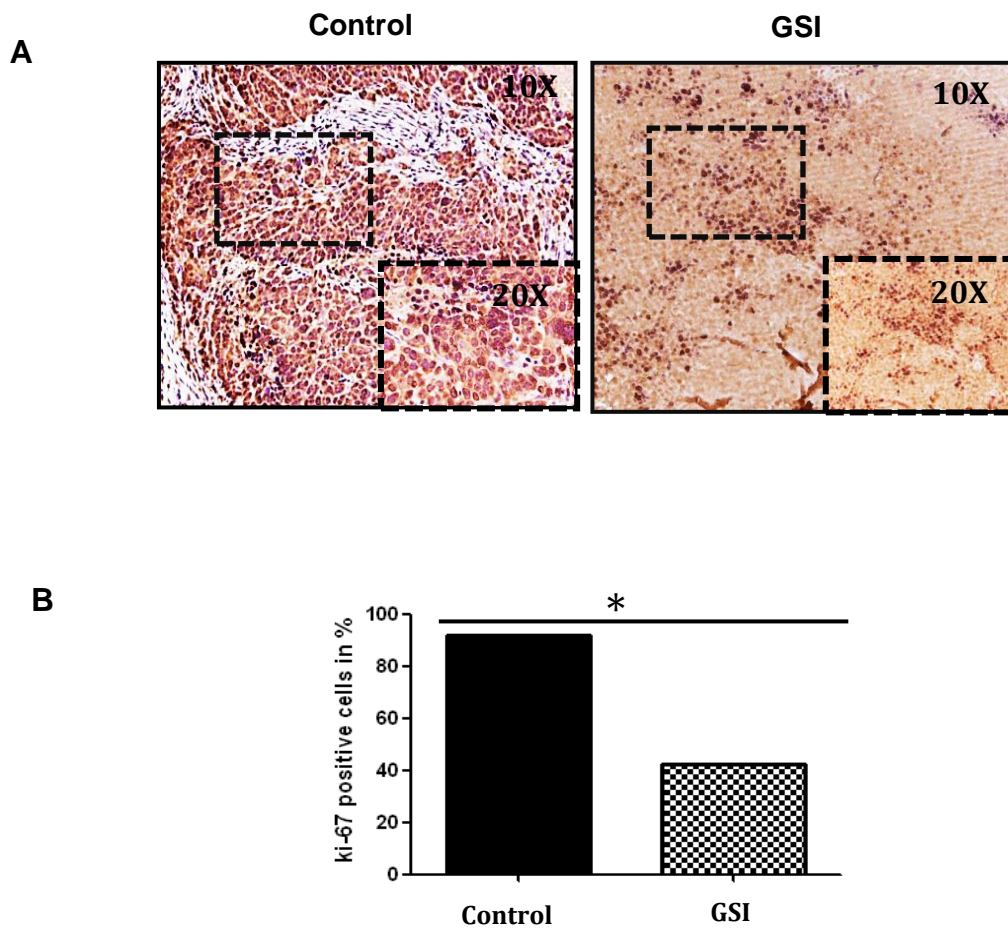 Control GSI
A
10X 10X
20X 20X
B
*
ki-67 positive cells in %
100
80
60
40
20
0
Control GSI